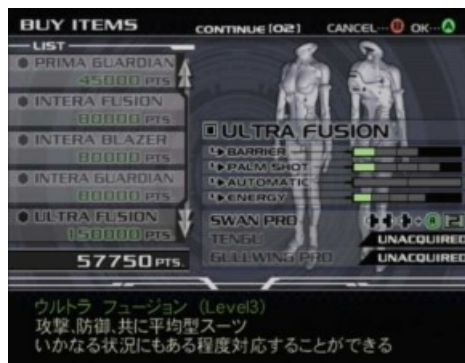 BUY ITEMS
CONTINUE [02] CANCEL...B OK...A
LIST
PRIMA GUARDIAN
45000 PTS
INTERA FUSION
80000 PTS
INTERA BLAZER
80000 PTS
INTERA GUARDIAN
80000 PTS
ULTRA FUSION
150000 PTS
57750 PTS.
ULTRA FUSION
BARRIER
PALM SHOT
AUTOMATIC
ENERGY
SWAN PRO A 2
TENGU UNACQUIRED
GULLWING PRO UNACQUIRED
ウルトラ フュージョン (Level3)
攻撃、防御、共に平均型スーツ
いかなる状況にもある程度対応することができる